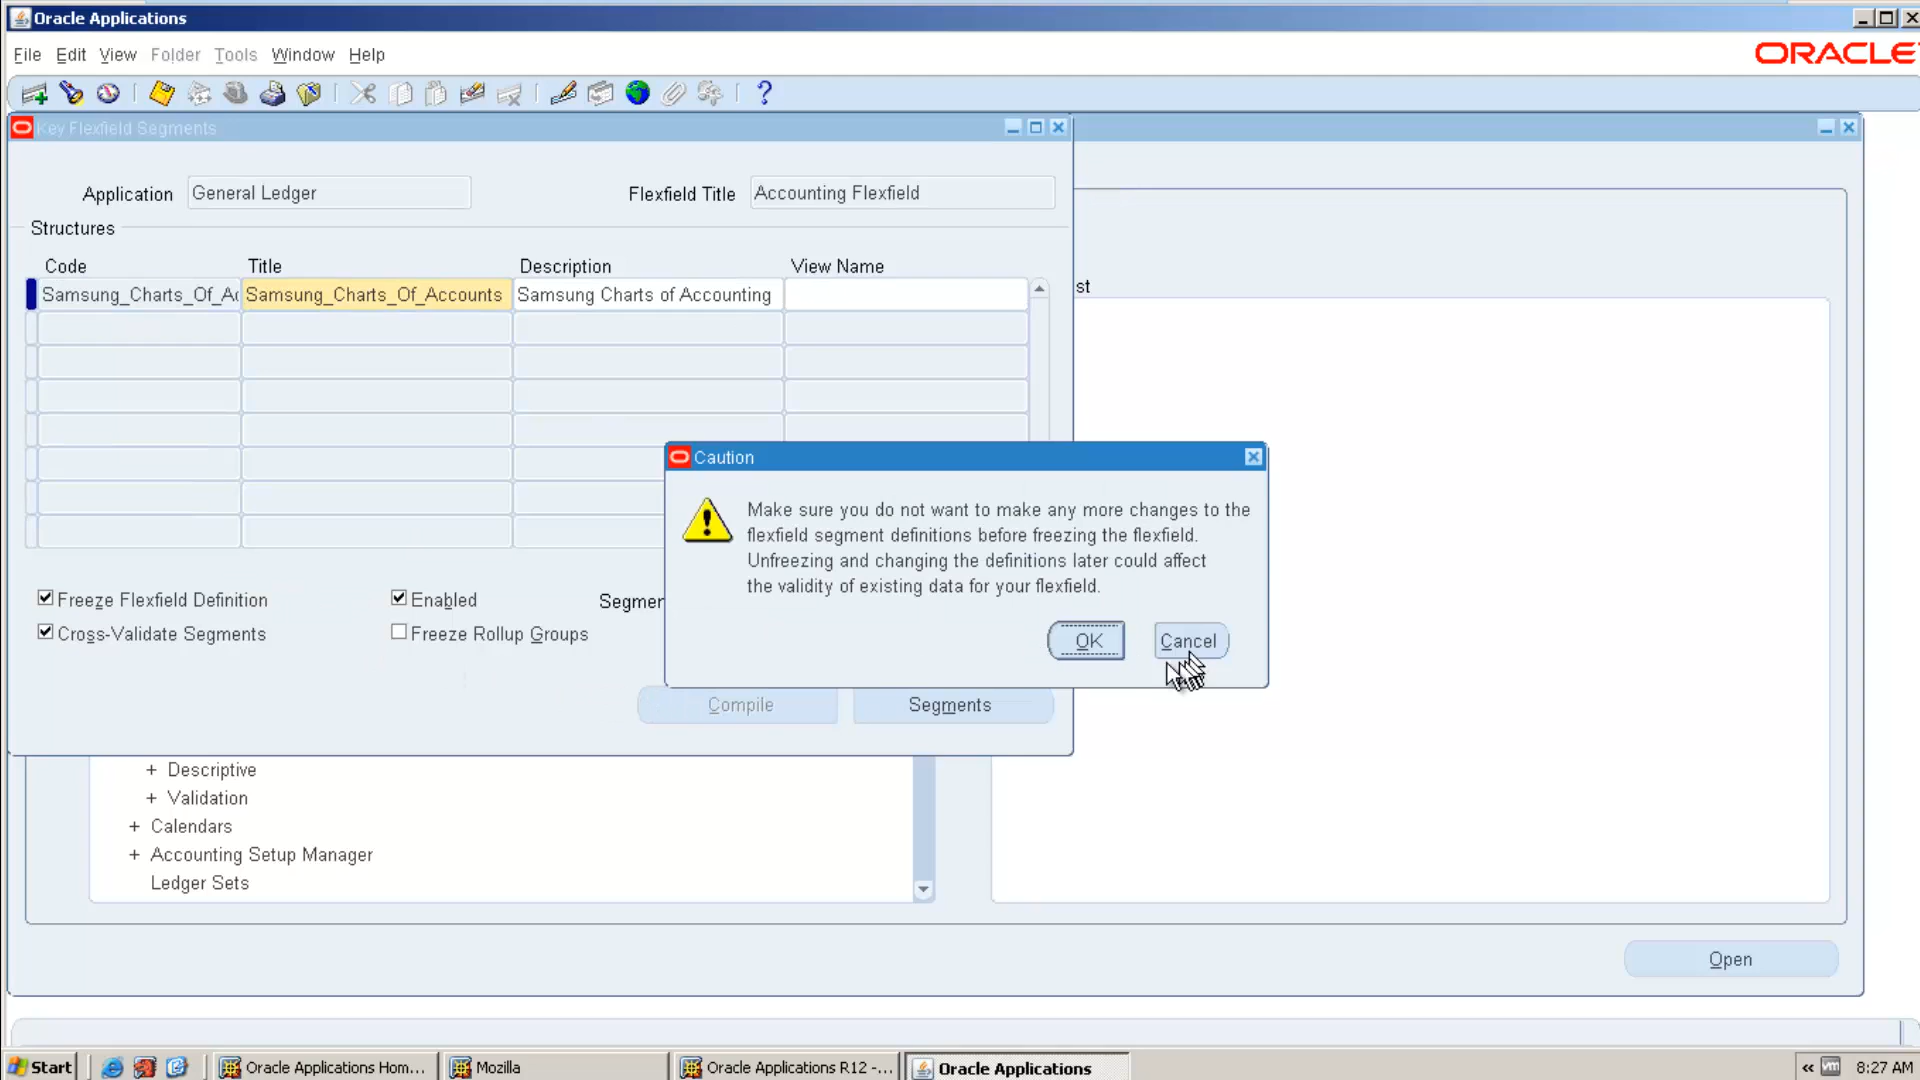 Oracle Applications
File Edit View Folder Tools Window Help
ORACLE
Key Flexfield Segments
Application General Ledger Flexfield Title Accounting Flexfield
Structures
Code Title Description View Name
Samsung_Charts_Of_Ac Samsung_Charts_Of_Accounts Samsung Charts of Accounting
st
Caution
Make sure you do not want to make any more changes to the
flexfield segment definitions before freezing the flexfield.
Unfreezing and changing the definitions later could affect
the validity of existing data for your flexfield.
OK Cancel
Freeze Flexfield Definition Enabled Segmen
Cross-Validate Segments Freeze Rollup Groups
Compile Segments
+ Descriptive
+ Validation
+ Calendars
+ Accounting Setup Manager
Ledger Sets
Open
Start Oracle Applications Hom... Mozilla Oracle Applications R12 -... Oracle Applications « 8:27 AM